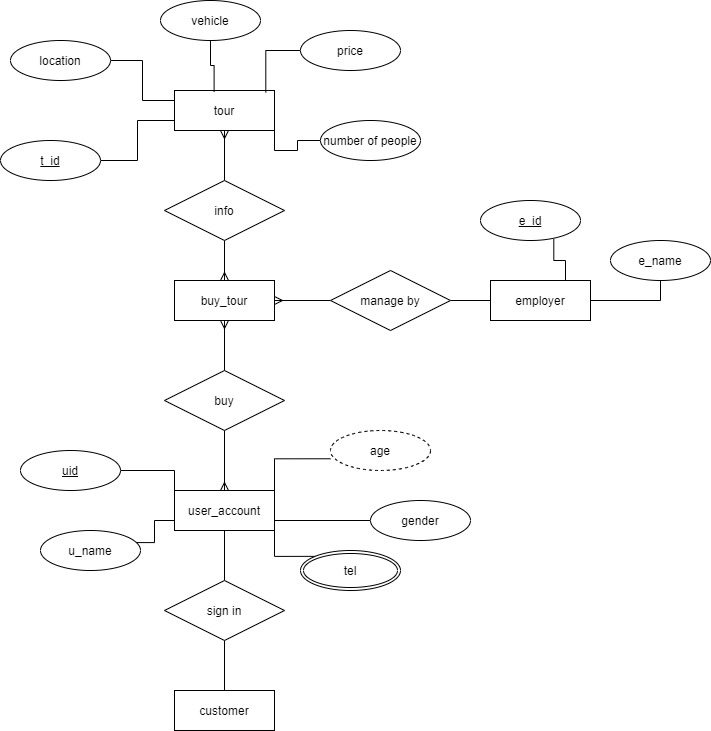 vehicle
location
price
tour
number of people
t_id
info
e_id
e_name
buy_tour
manage by
employer
buy
age
uid
user_account
gender
u_name
tel
sign in
customer